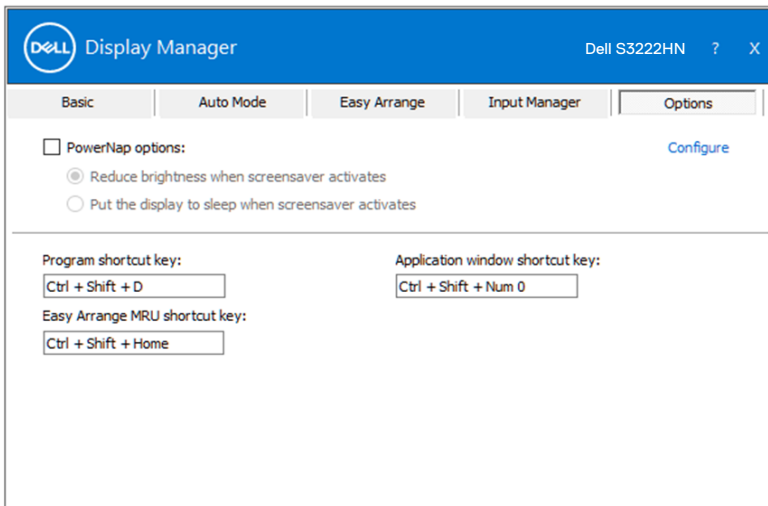 DELL Display Manager Dell S3222HN ? X
Basic Auto Mode Easy Arrange Input Manager Options
PowerNap options: Configure
Reduce brightness when screensaver activates
Put the display to sleep when screensaver activates
Program shortcut key: Application window shortcut key:
Ctrl + Shift + D Ctrl + Shift + Num 0
Easy Arrange MRU shortcut key:
Ctrl + Shift + Home